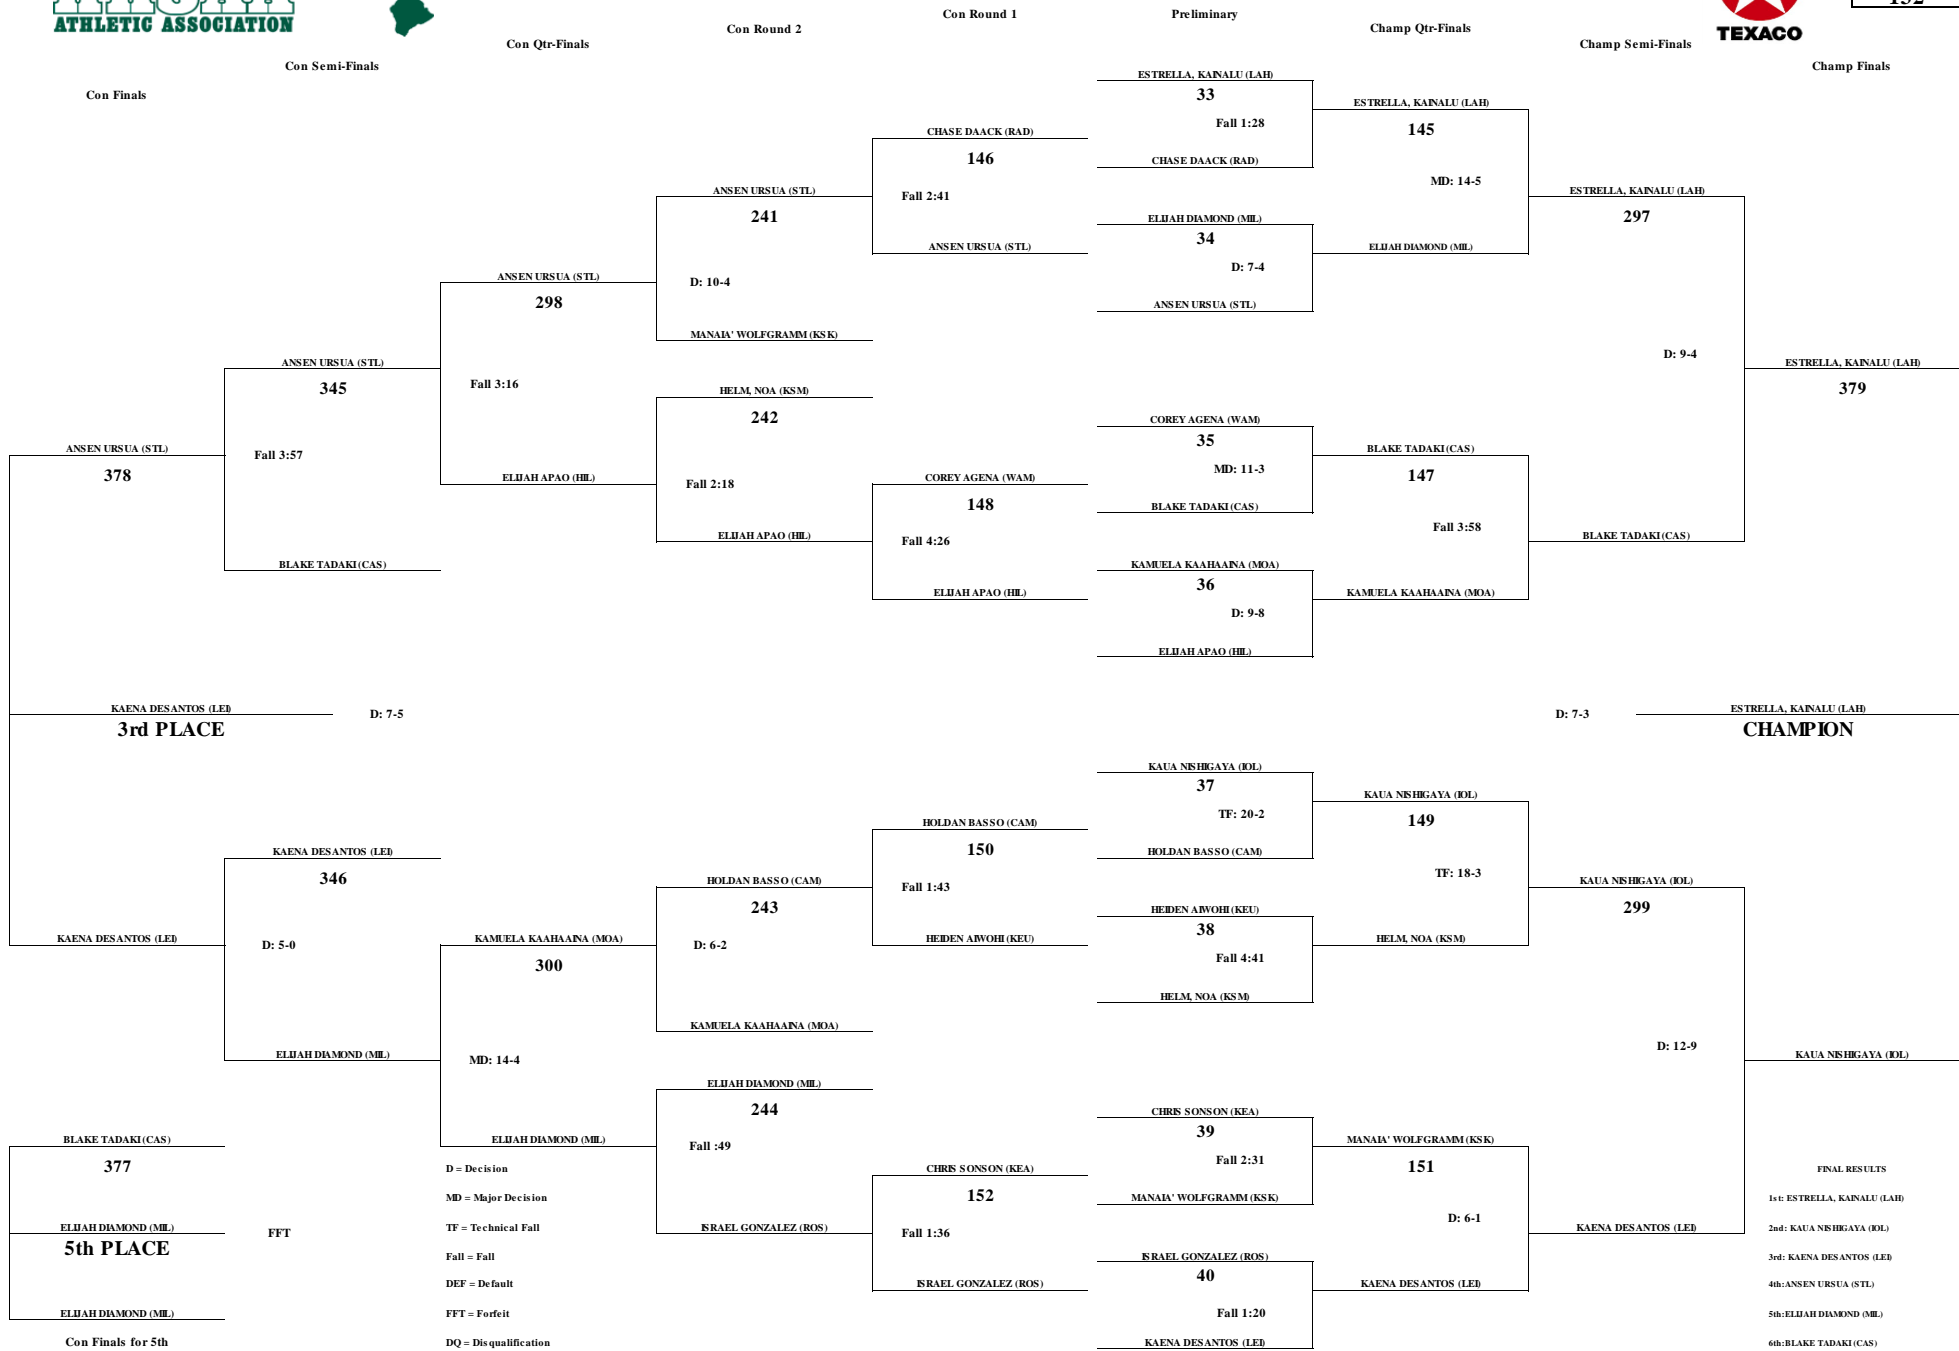 ATHLETIC ASSOCIATION
TEXACO
Con Finals
Con Semi-Finals
Con Qtr-Finals
Con Round 2
Con Round 1
Preliminary
Champ Qtr-Finals
Champ Semi-Finals
Champ Finals
ESTRELLA, KAINALU (LAH)
33
Fall 1:28
CHASE DAACK (RAD)
ELIJAH DIAMOND (MIL)
34
D: 7-4
ANSEN URSUA (STL)
COREY AGENA (WAM)
35
MD: 11-3
BLAKE TADAKI (CAS)
KAMUELA KAAHAAINA (MOA)
36
D: 9-8
ELIJAH APAO (HIL)
KAUA NISHIGAYA (IOL)
37
TF: 20-2
HOLDAN BASSO (CAM)
HEIDEN AIWOHI (KEU)
38
Fall 4:41
HELM, NOA (KSM)
CHRIS SONSON (KEA)
39
Fall 2:31
MANAIA' WOLFGRAMM (KSK)
ISRAEL GONZALEZ (ROS)
40
Fall 1:20
KAENA DESANTOS (LEI)
ESTRELLA, KAINALU (LAH)
145
MD: 14-5
ELIJAH DIAMOND (MIL)
BLAKE TADAKI (CAS)
147
Fall 3:58
KAMUELA KAAHAAINA (MOA)
KAUA NISHIGAYA (IOL)
149
TF: 18-3
HELM, NOA (KSM)
MANAIA' WOLFGRAMM (KSK)
151
D: 6-1
KAENA DESANTOS (LEI)
ESTRELLA, KAINALU (LAH)
297
D: 9-4
BLAKE TADAKI (CAS)
KAUA NISHIGAYA (IOL)
299
D: 12-9
KAENA DESANTOS (LEI)
ESTRELLA, KAINALU (LAH)
379
D: 7-3
ESTRELLA, KAINALU (LAH)
CHAMPION
KAUA NISHIGAYA (IOL)
CHASE DAACK (RAD)
146
Fall 2:41
ANSEN URSUA (STL)
COREY AGENA (WAM)
148
Fall 4:26
ELIJAH APAO (HIL)
HOLDAN BASSO (CAM)
150
Fall 1:43
HEIDEN AIWOHI (KEU)
CHRIS SONSON (KEA)
152
Fall 1:36
ISRAEL GONZALEZ (ROS)
ANSEN URSUA (STL)
241
D: 10-4
MANAIA' WOLFGRAMM (KSK)
HELM, NOA (KSM)
242
Fall 2:18
ELIJAH APAO (HIL)
HOLDAN BASSO (CAM)
243
D: 6-2
KAMUELA KAAHAAINA (MOA)
ELIJAH DIAMOND (MIL)
244
Fall :49
ISRAEL GONZALEZ (ROS)
ANSEN URSUA (STL)
298
Fall 3:16
ELIJAH APAO (HIL)
KAMUELA KAAHAAINA (MOA)
300
MD: 14-4
ELIJAH DIAMOND (MIL)
ANSEN URSUA (STL)
345
Fall 3:57
BLAKE TADAKI (CAS)
KAENA DESANTOS (LEI)
346
D: 5-0
ELIJAH DIAMOND (MIL)
ANSEN URSUA (STL)
378
KAENA DESANTOS (LEI)
3rd PLACE
D: 7-5
KAENA DESANTOS (LEI)
BLAKE TADAKI (CAS)
377
ELIJAH DIAMOND (MIL)
5th PLACE
FFT
ELIJAH DIAMOND (MIL)
Con Finals for 5th
D = Decision
MD = Major Decision
TF = Technical Fall
Fall = Fall
DEF = Default
FFT = Forfeit
DQ = Disqualification
FINAL RESULTS
1st: ESTRELLA, KAINALU (LAH)
2nd: KAUA NISHIGAYA (IOL)
3rd: KAENA DESANTOS (LEI)
4th:ANSEN URSUA (STL)
5th:ELIJAH DIAMOND (MIL)
6th:BLAKE TADAKI (CAS)